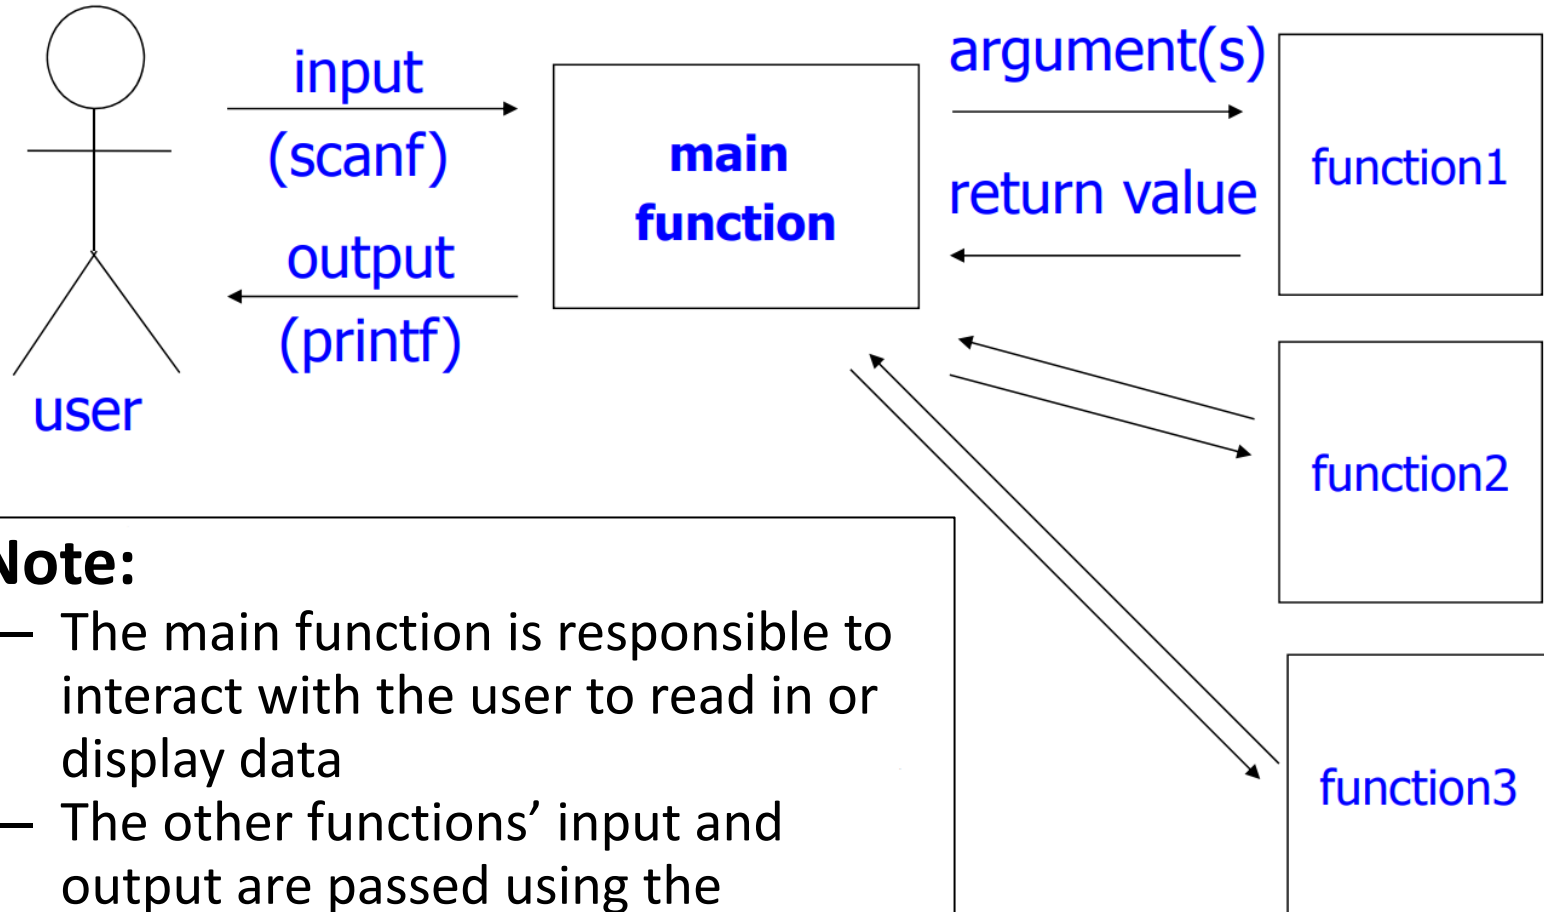 input
(scanf)
output
(printf)
user
main
function
argument(s)
return value
function1
function2
function3
Note:
– The main function is responsible to
interact with the user to read in or
display data
– The other functions’ input and
output are passed using the